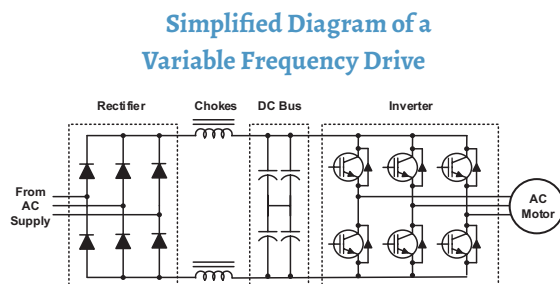 Simplified Diagram of a
Variable Frequency Drive
Rectifier
Chokes
DC Bus
Inverter
From
AC
Supply
AC
Motor